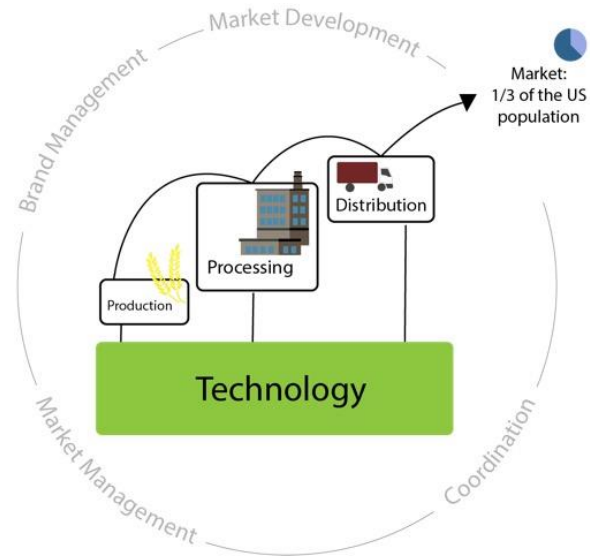 Market Development
Brand Management
Market:
1/3 of the US
population
Distribution
Processing
Production
Technology
Market Management
Coordination